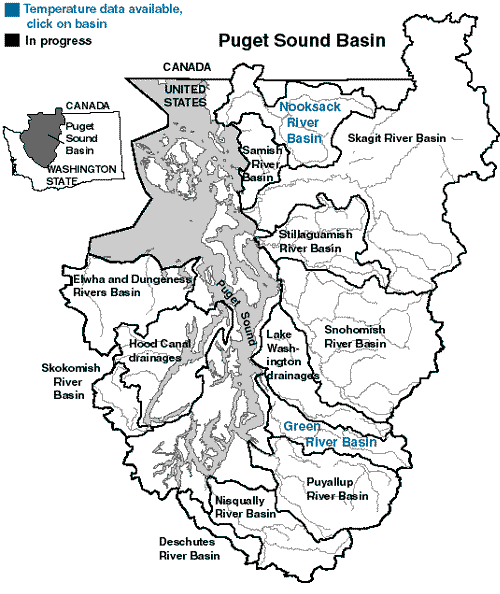 Temperature data available,
click on basin
In progress
Puget Sound Basin
CANADA
UNITED
STATES
CANADA
Puget
Sound
Basin
WASHINGTON
STATE
Nooksack
River
Basin
Samish
River
Basin
Skagit River Basin
Stillaguamish
River Basin
Elwha and Dungeness
Rivers Basin
Puget Sound
Hood Canal
drainages
Lake
Wash-
ington
drainages
Snohomish
River Basin
Skokomish
River
Basin
Green
River Basin
Puyallup
River Basin
Nisqually
River Basin
Deschutes
River Basin